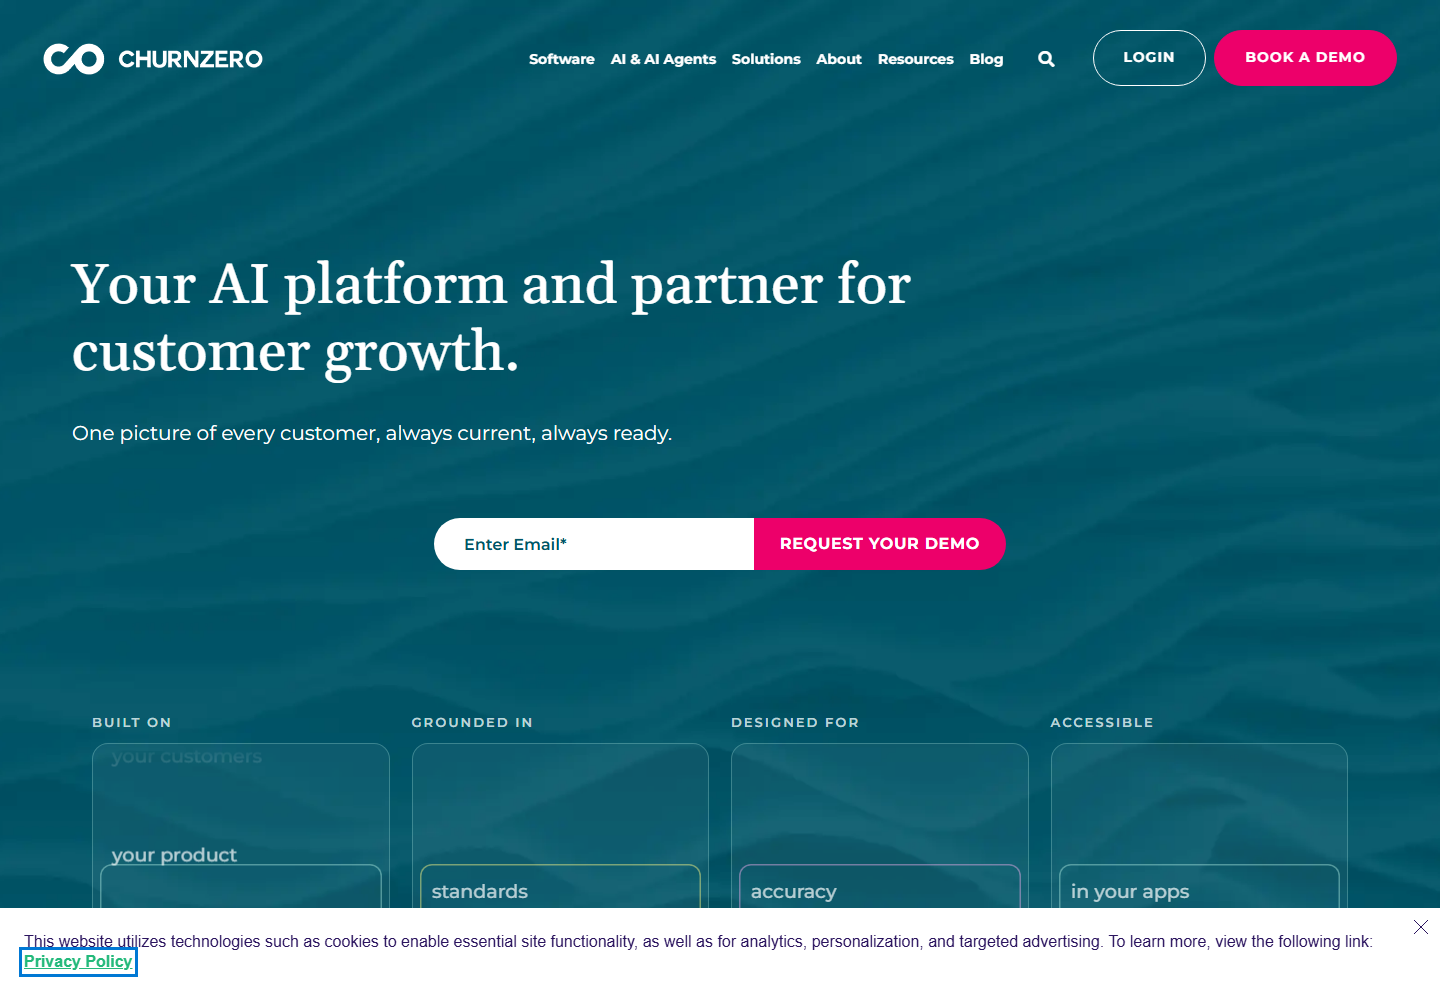 CHURNZERO
Software AI & AI Agents Solutions About Resources Blog
LOGIN
BOOK A DEMO
Your AI platform and partner for
customer growth.
One picture of every customer, always current, always ready.
Enter Email*
REQUEST YOUR DEMO
BUILT ON
your customers
your product
GROUNDED IN
standards
DESIGNED FOR
accuracy
ACCESSIBLE
in your apps
This website utilizes technologies such as cookies to enable essential site functionality, as well as for analytics, personalization, and targeted advertising. To learn more, view the following link:
Privacy Policy